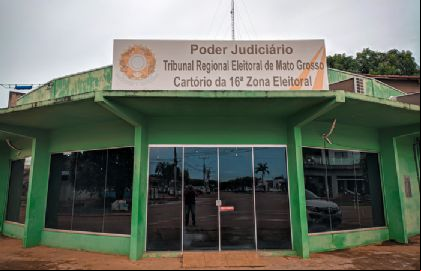 Poder Judiciário
Tribunal Regional Eleitoral de Mato Grosso
Cartório da 16ª Zona Eleitoral